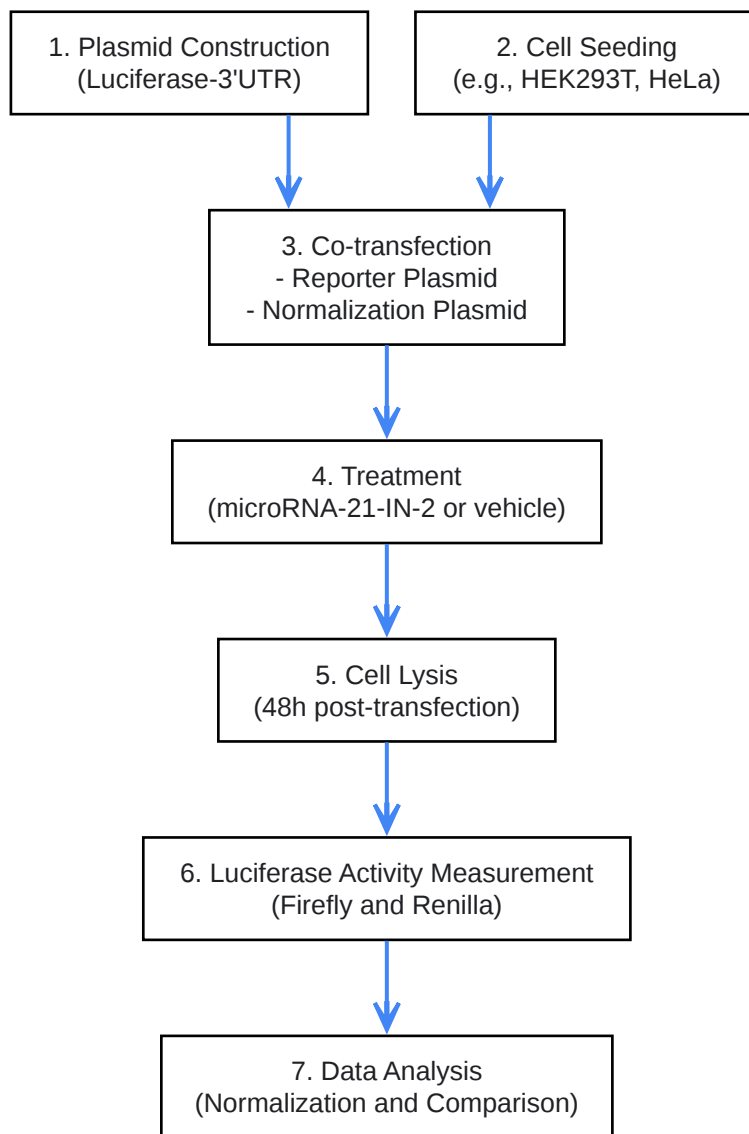 1. Plasmid Construction
(Luciferase-3'UTR)
2. Cell Seeding
(e.g., HEK293T, HeLa)
3. Co-transfection
- Reporter Plasmid
- Normalization Plasmid
4. Treatment
(microRNA-21-IN-2 or vehicle)
5. Cell Lysis
(48h post-transfection)
6. Luciferase Activity Measurement
(Firefly and Renilla)
7. Data Analysis
(Normalization and Comparison)